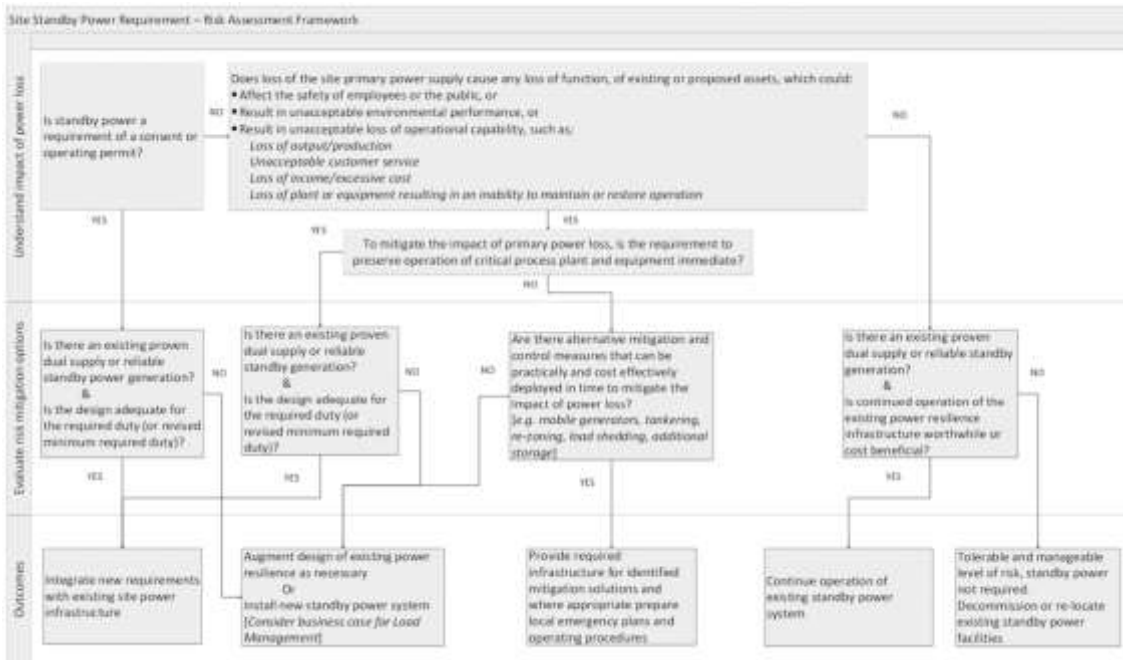 Site Standby Power Requirement – Risk Assessment Framework
Understand impact of power loss
Is standby power a
requirement of a consent or
operating permit?
NO
Does loss of the site primary power supply cause any loss of function, of existing or proposed assets, which could:
▪ Affect the safety of employees or the public, or
▪ Result in unacceptable environmental performance, or
▪ Result in unacceptable loss of operational capability, such as;
Loss of output/production
Unacceptable customer service
Loss of income/excessive cost
Loss of plant or equipment resulting in an inability to maintain or restore operation
NO
YES
YES
YES
To mitigate the impact of primary power loss, is the requirement to
preserve operation of critical process plant and equipment immediate?
NO
Evaluate risk mitigation options
Is there an existing proven
dual supply or reliable
standby power generation?
&
Is the design adequate for
the required duty (or revised
minimum required duty)?
NO
YES
Is there an existing proven
dual supply or reliable
standby generation?
&
Is the design adequate for
the required duty (or
revised minimum required
duty)?
NO
YES
NO
Are there alternative mitigation and
control measures that can be
practically and cost effectively
deployed in time to mitigate the
impact of power loss?
[e.g. mobile generators, tankering,
re-zoning, load shedding, additional
storage]
YES
Is there an existing proven
dual supply or reliable standby
generation?
&
Is continued operation of the
existing power resilience
infrastructure worthwhile or
cost beneficial?
NO
YES
Outcomes
Integrate new requirements
with existing site power
infrastructure
Augment design of existing power
resilience as necessary
Or
Install new standby power system
[Consider business case for Load
Management]
Provide required
infrastructure for identified
mitigation solutions and
where appropriate prepare
local emergency plans and
operating procedures
Continue operation of
existing standby power
system
Tolerable and manageable
level of risk, standby power
not required.
Decommission or re-locate
existing standby power
facilities